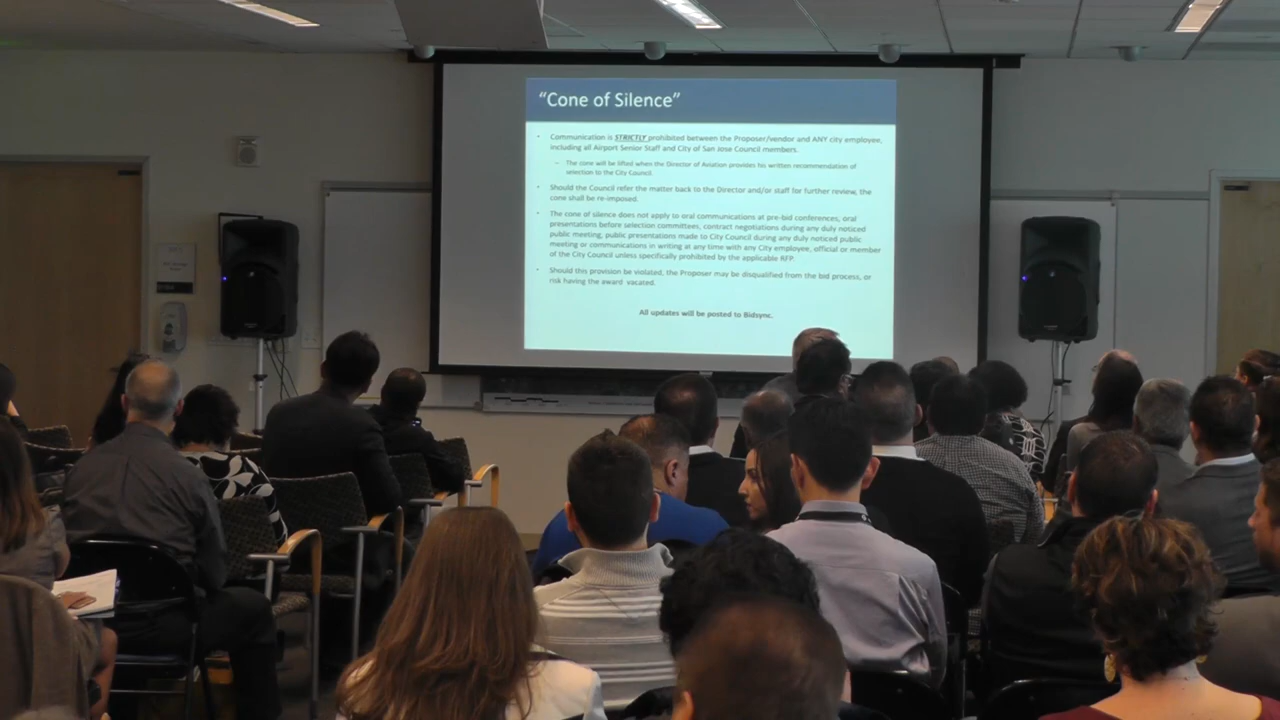 "Cone of Silence"
• Communication is STRICTLY prohibited between the Proposer/vendor and ANY city employee,
including all Airport Senior Staff and City of San Jose Council members.
– The cone will be lifted when the Director of Aviation provides his written recommendation of
selection to the City Council.
• Should the Council refer the matter back to the Director and/or staff for further review, the
cone shall be re-imposed.
• The cone of silence does not apply to oral communications at pre-bid conferences, oral
presentations before selection committees, contract negotiations during any duly noticed
public meeting, public presentations made to City Council during any duly noticed public
meeting or communications in writing at any time with any City employee, official or member
of the City Council unless specifically prohibited by the applicable RFP.
• Should this provision be violated, the Proposer may be disqualified from the bid process, or
risk having the award vacated.
All updates will be posted to Bidsync.